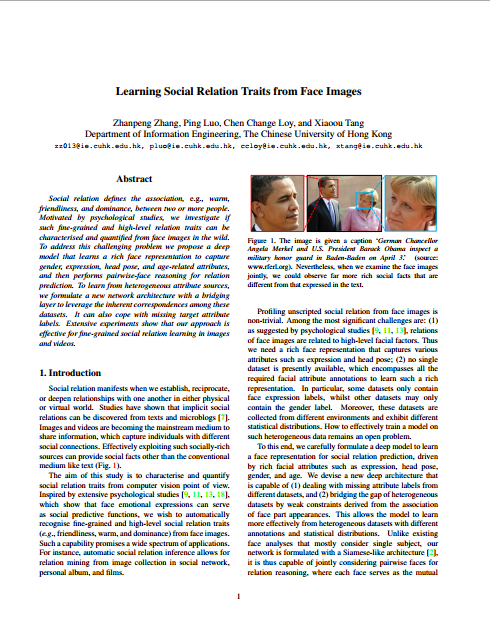 Learning Social Relation Traits from Face Images
Zhanpeng Zhang, Ping Luo, Chen Change Loy, and Xiaoou Tang
Department of Information Engineering, The Chinese University of Hong Kong
zz013@ie.cuhk.edu.hk, pluo@ie.cuhk.edu.hk, ccloy@ie.cuhk.edu.hk, xtang@ie.cuhk.edu.hk
Abstract
Social relation defines the association, e.g., warm,
friendliness, and dominance, between two or more people.
Motivated by psychological studies, we investigate if
such fine-grained and high-level relation traits can be
characterised and quantified from face images in the wild.
To address this challenging problem we propose a deep
model that learns a rich face representation to capture
gender, expression, head pose, and age-related attributes,
and then performs pairwise-face reasoning for relation
prediction. To learn from heterogeneous attribute sources,
we formulate a new network architecture with a bridging
layer to leverage the inherent correspondences among these
datasets. It can also cope with missing target attribute
labels. Extensive experiments show that our approach is
effective for fine-grained social relation learning in images
and videos.
1. Introduction
Social relation manifests when we establish, reciprocate,
or deepen relationships with one another in either physical
or virtual world. Studies have shown that implicit social
relations can be discovered from texts and microblogs [7].
Images and videos are becoming the mainstream medium to
share information, which capture individuals with different
social connections. Effectively exploiting such socially-rich
sources can provide social facts other than the conventional
medium like text (Fig. 1).
The aim of this study is to characterise and quantify
social relation traits from computer vision point of view.
Inspired by extensive psychological studies [9, 11, 13, 18],
which show that face emotional expressions can serve
as social predictive functions, we wish to automatically
recognise fine-grained and high-level social relation traits
(e.g., friendliness, warm, and dominance) from face images.
Such a capability promises a wide spectrum of applications.
For instance, automatic social relation inference allows for
relation mining from image collection in social network,
personal album, and films.
Figure 1. The image is given a caption 'German Chancellor
Angela Merkel and U.S. President Barack Obama inspect a
military honor guard in Baden-Baden on April 3.' (source:
www.rferl.org). Nevertheless, when we examine the face images
jointly, we could observe far more rich social facts that are
different from that expressed in the text.
Profiling unscripted social relation from face images is
non-trivial. Among the most significant challenges are: (1)
as suggested by psychological studies [9, 11, 13], relations
of face images are related to high-level facial factors. Thus
we need a rich face representation that captures various
attributes such as expression and head pose; (2) no single
dataset is presently available, which encompasses all the
required facial attribute annotations to learn such a rich
representation. In particular, some datasets only contain
face expression labels, whilst other datasets may only
contain the gender label. Moreover, these datasets are
collected from different environments and exhibit different
statistical distributions. How to effectively train a model on
such heterogeneous data remains an open problem.
To this end, we carefully formulate a deep model to learn
a face representation for social relation prediction, driven
by rich facial attributes such as expression, head pose,
gender, and age. We devise a new deep architecture that
is capable of (1) dealing with missing attribute labels from
different datasets, and (2) bridging the gap of heterogeneous
datasets by weak constraints derived from the association
of face part appearances. This allows the model to learn
more effectively from heterogeneous datasets with different
annotations and statistical distributions. Unlike existing
face analyses that mostly consider single subject, our
network is formulated with a Siamese-like architecture [2],
it is thus capable of jointly considering pairwise faces for
relation reasoning, where each face serves as the mutual
1